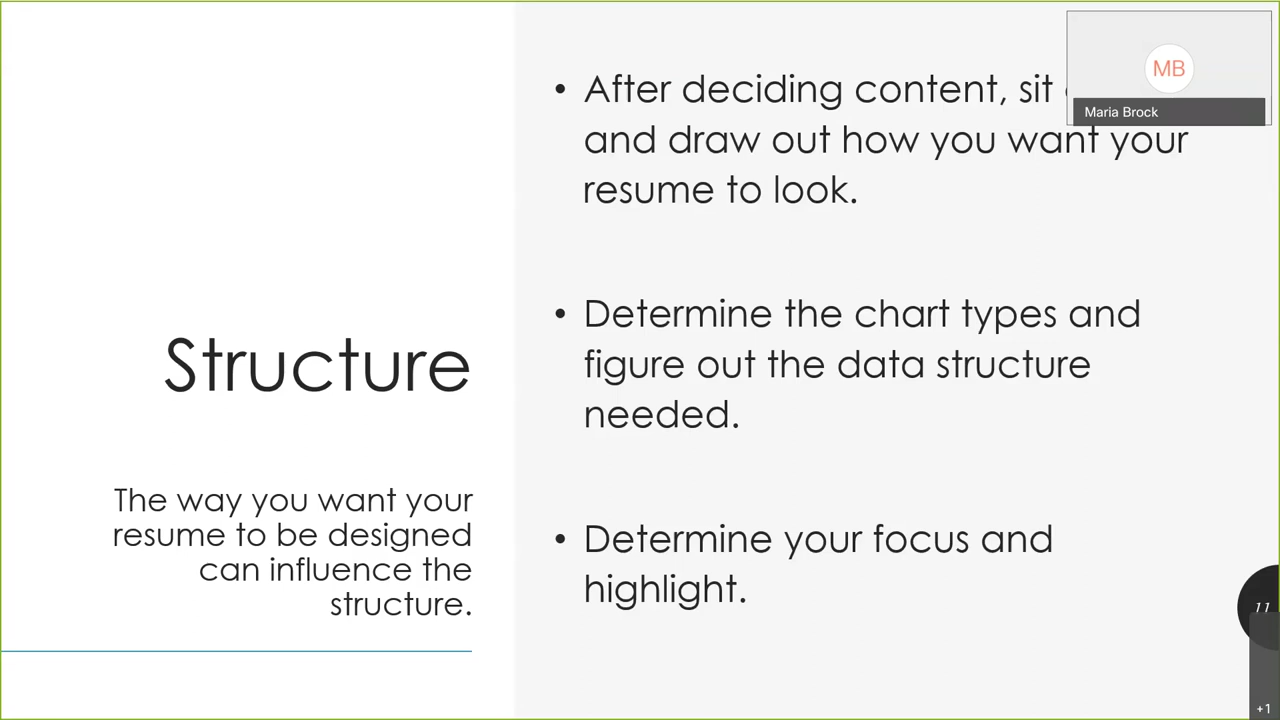 Structure
The way you want your
resume to be designed
can influence the
structure.
• After deciding content, sit
and draw out how you want your
resume to look.
• Determine the chart types and
figure out the data structure
needed.
• Determine your focus and
highlight.
MB
Maria Brock
11
+1